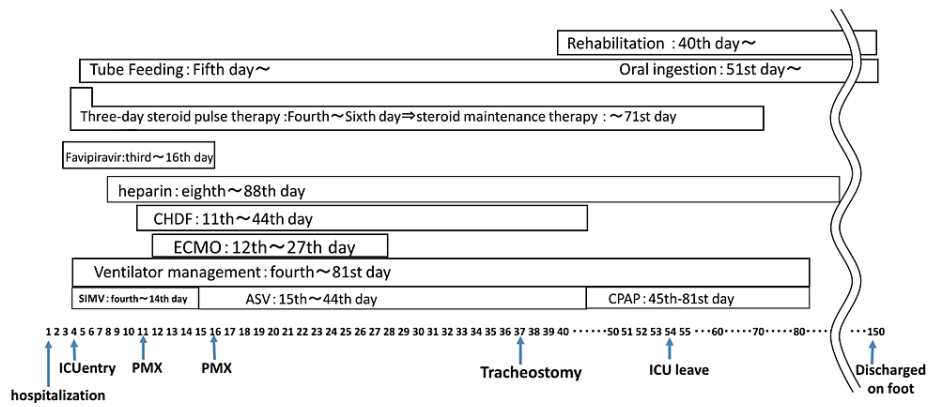 Rehabilitation : 40th day～
Tube Feeding : Fifth day～ Oral ingestion : 51st day～
Three-day steroid pulse therapy :Fourth～Sixth day⇒steroid maintenance therapy : ～71st day
Favipiravir:third～16th day
heparin : eighth～88th day
CHDF : 11th～44th day
ECMO : 12th～27th day
Ventilator management : fourth～81st day
SIMV : fourth～14th day ASV : 15th～44th day CPAP : 45th-81st day
1 2 3 4 5 6 7 8 9 10 11 12 13 14 15 16 17 18 19 20 21 22 23 24 25 26 27 28 29 30 31 32 33 34 35 36 37 38 39 40 ······ 50 51 52 53 54 55 ···60 ····70 ·····80 ··· ······150
ICUentry PMX PMX Tracheostomy ICU leave Discharged
hospitalization on foot